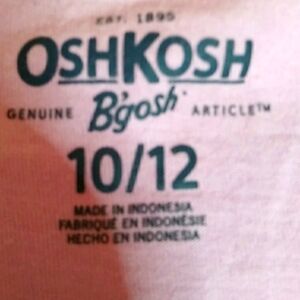 EST. 1895
OSHKOSH
GENUINE B'gosh ARTICLE™
10/12
MADE IN INDONESIA
FABRIQUÉ EN INDONÉSIE
HECHO EN INDONESIA